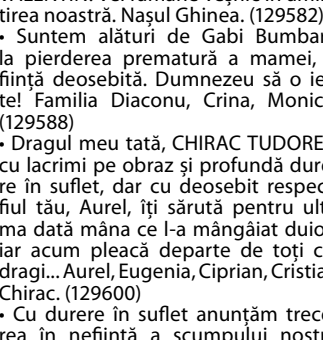 tirea noastră. Nașul Ghinea. (129582)
• Suntem alături de Gabi Bumbar
la pierderea prematură a mamei,
ființă deosebită. Dumnezeu să o ie
te! Familia Diaconu, Crina, Monic
(129588)
• Dragul meu tată, CHIRAC TUDORE
cu lacrimi pe obraz și profundă dure
re în suflet, dar cu deosebit respec
fiul tău, Aurel, îți sărută pentru ult
ma dată mâna ce l-a mângâiat duio
iar acum pleacă departe de toți c
dragi... Aurel, Eugenia, Ciprian, Cristia
Chirac. (129600)
• Cu durere în suflet anunțăm trece
rea în neființă a scumpului nostr